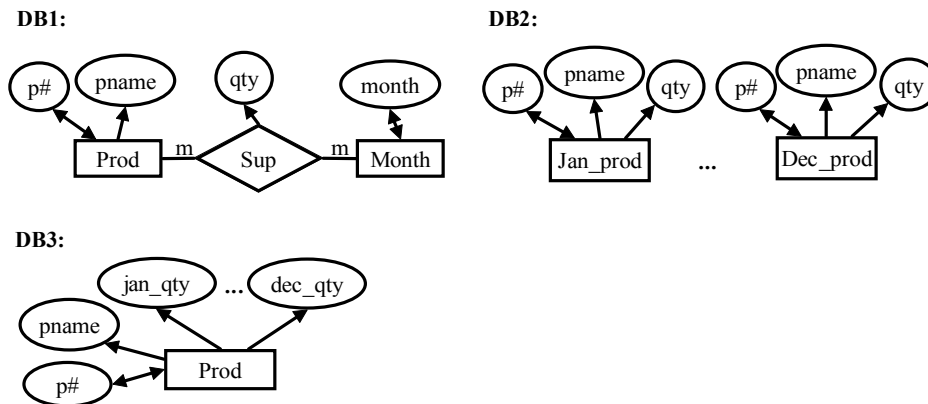 DB1:
p#
pname
qty
month
Prod
m
Sup
m
Month
DB2:
p#
pname
qty
p#
pname
qty
Jan_prod
...
Dec_prod
DB3:
jan_qty
...
dec_qty
pname
Prod
p#